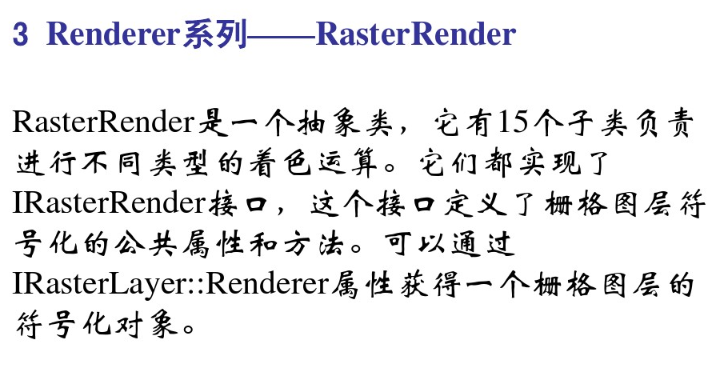 3 Renderer系列——RasterRender
RasterRender是一个抽象类，它有15个子类负责
进行不同类型的着色运算。它们都实现了
IRasterRender接口，这个接口定义了栅格图层符
号化的公共属性和方法。可以通过
IRasterLayer::Renderer属性获得一个栅格图层的
符号化对象。